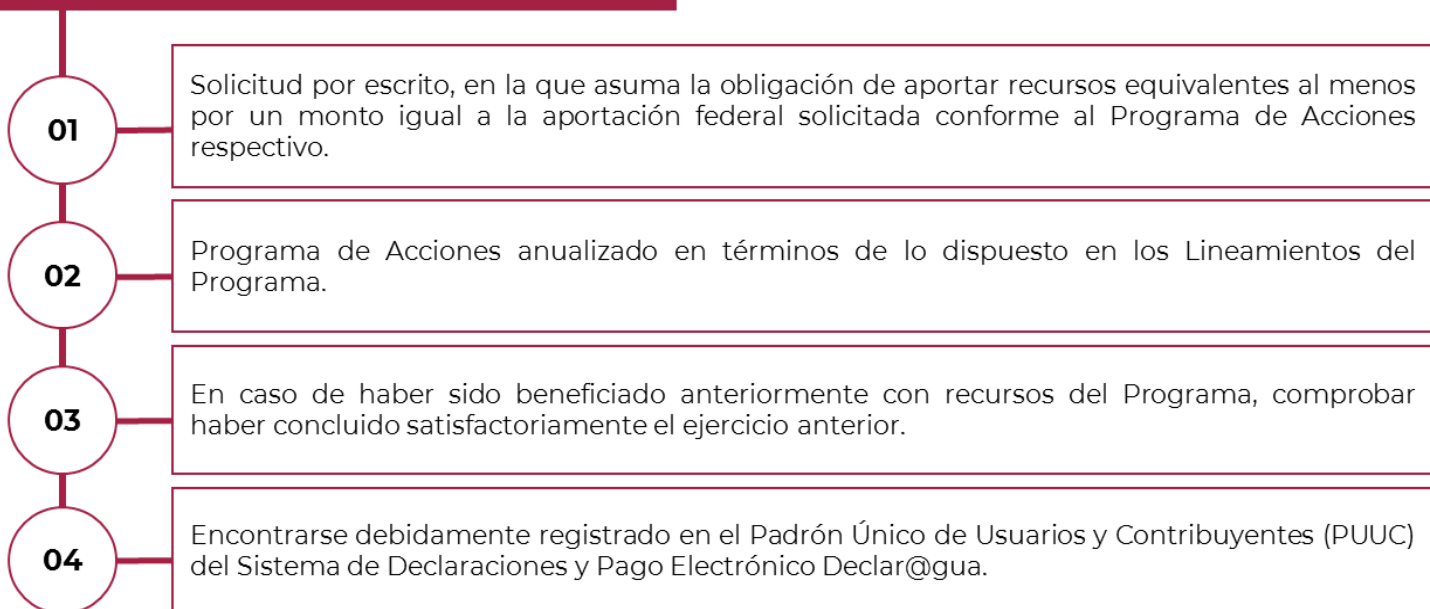 01
Solicitud por escrito, en la que asuma la obligación de aportar recursos equivalentes al menos
por un monto igual a la aportación federal solicitada conforme al Programa de Acciones
respectivo.
02
Programa de Acciones anualizado en términos de lo dispuesto en los Lineamientos del
Programa.
03
En caso de haber sido beneficiado anteriormente con recursos del Programa, comprobar
haber concluido satisfactoriamente el ejercicio anterior.
04
Encontrarse debidamente registrado en el Padrón Único de Usuarios y Contribuyentes (PUUC)
del Sistema de Declaraciones y Pago Electrónico Declar@gua.